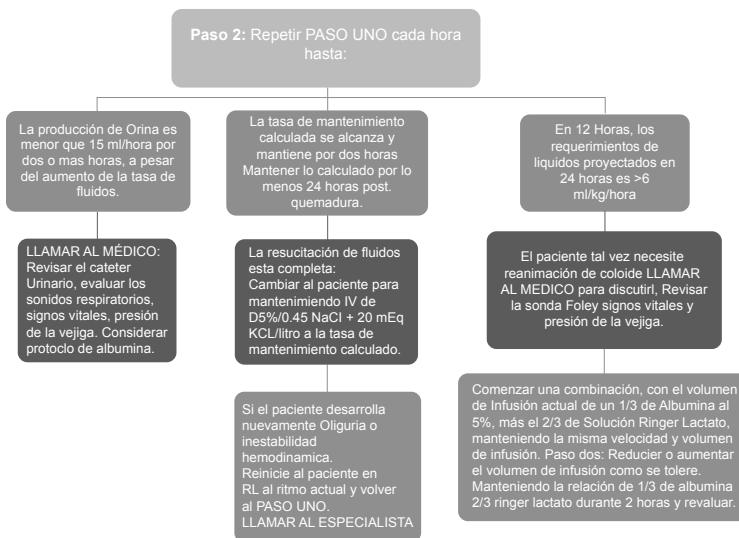 Paso 2: Repetir PASO UNO cada hora
hasta:
La producción de Orina es
menor que 15 ml/hora por
dos o mas horas, a pesar
del aumento de la tasa de
fluidos.
LLAMAR AL MÉDICO:
Revisar el cateter
Urinario, evaluar los
sonidos respiratorios,
signos vitales, presión
de la vejiga. Considerar
protoclo de albumina.
La tasa de mantenimiento
calculada se alcanza y
mantiene por dos horas
Mantener lo calculado por lo
menos 24 horas post.
quemadura.
La resucitación de fluidos
esta completa:
Cambiar al paciente para
mantenimiendo IV de
D5%/0.45 NaCl + 20 mEq
KCL/litro a la tasa de
mantenimiento calculado.
Si el paciente desarrolla
nuevamente Oliguria o
inestabilidad
hemodinamica.
Reinicie al paciente en
RL al ritmo actual y volver
al PASO UNO.
LLAMAR AL ESPECIALISTA
En 12 Horas, los
requerimientos de
liquidos proyectados en
24 horas es >6
ml/kg/hora
El paciente tal vez necesite
reanimación de coloide LLAMAR
AL MEDICO para discutirl, Revisar
la sonda Foley signos vitales y
presión de la vejiga.
Comenzar una combinación, con el volumen
de Infusión actual de un 1/3 de Albumina al
5%, más el 2/3 de Solución Ringer Lactato,
manteniendo la misma velocidad y volumen
de infusión. Paso dos: Reducier o aumentar
el volumen de infusión como se tolere.
Manteniendo la relación de 1/3 de albumina
2/3 ringer lactato durante 2 horas y revaluar.